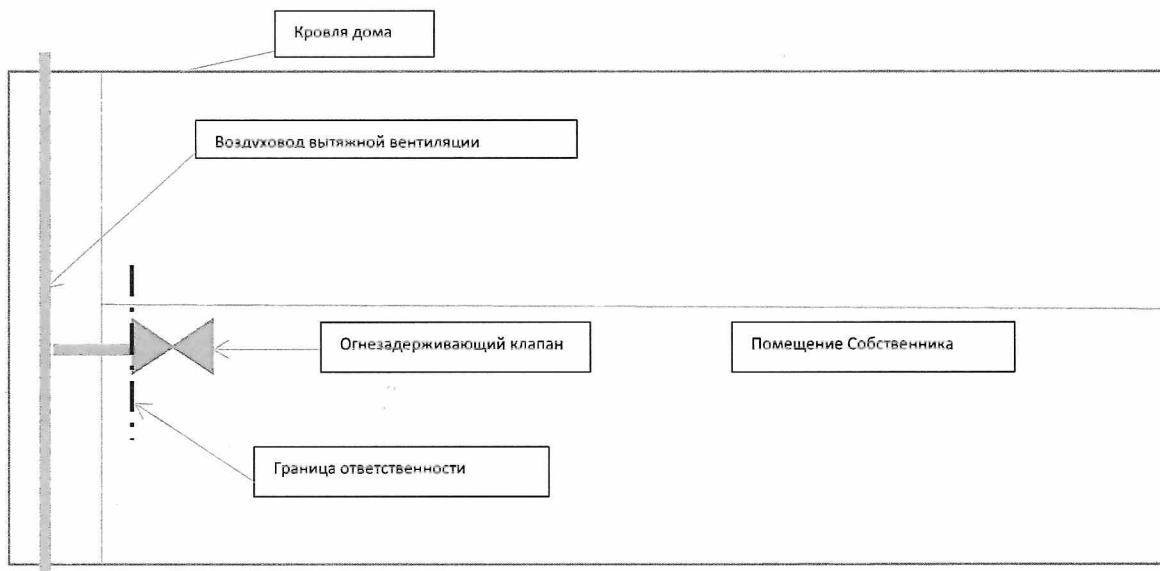 Кровля дома
Воздуховод вытяжной вентиляции
Огнезадерживающий клапан
Помещение Собственника
Граница ответственности